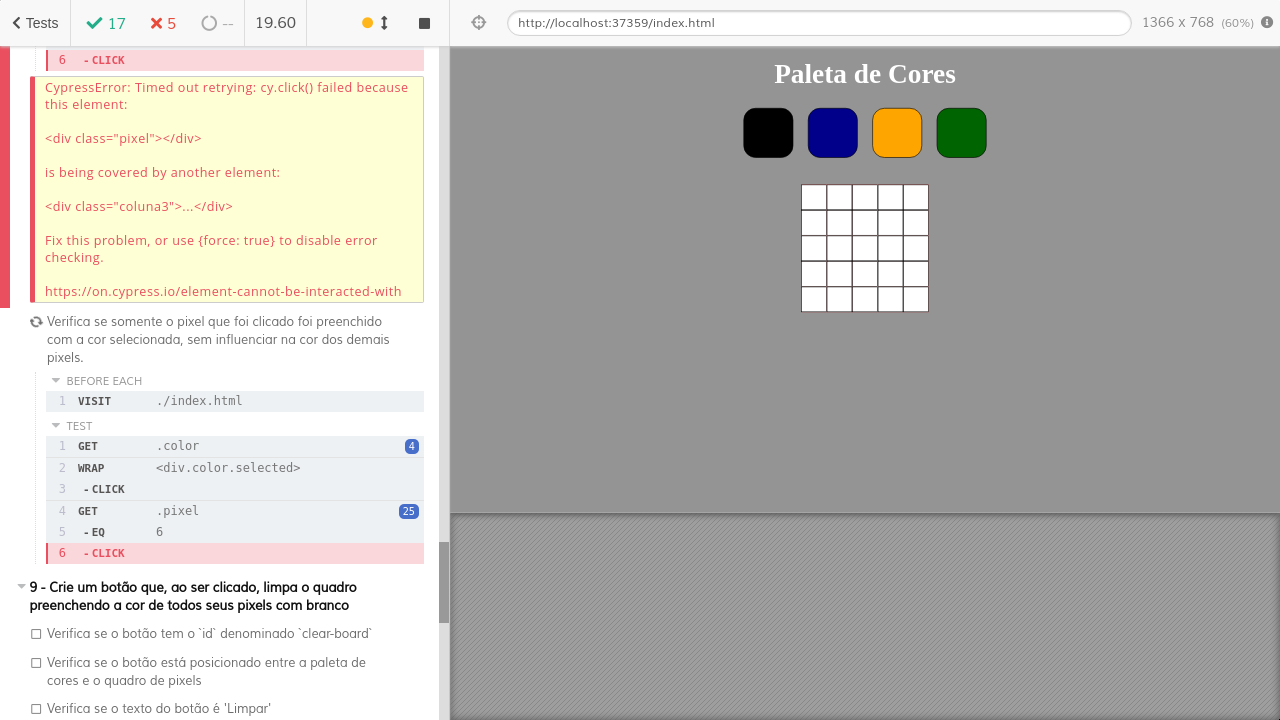 Tests 17 5 -- 19.60
http://localhost:37359/index.html 1366 x 768 (60%)
6 - CLICK
CypressError: Timed out retrying: cy.click() failed because
this element:
<div class="pixel"></div>
is being covered by another element:
<div class="coluna3">...</div>
Fix this problem, or use {force: true} to disable error
checking.
https://on.cypress.io/element-cannot-be-interacted-with
Verifica se somente o pixel que foi clicado foi preenchido
com a cor selecionada, sem influenciar na cor dos demais
pixels.
BEFORE EACH
1 VISIT ./index.html
TEST
1 GET .color 4
2 WRAP <div.color.selected>
3 - CLICK
4 GET .pixel 25
5 - EQ 6
6 - CLICK
9 - Crie um botão que, ao ser clicado, limpa o quadro
preenchendo a cor de todos seus pixels com branco
Verifica se o botão tem o `id` denominado `clear-board`
Verifica se o botão está posicionado entre a paleta de
cores e o quadro de pixels
Verifica se o texto do botão é 'Limpar'
Paleta de Cores